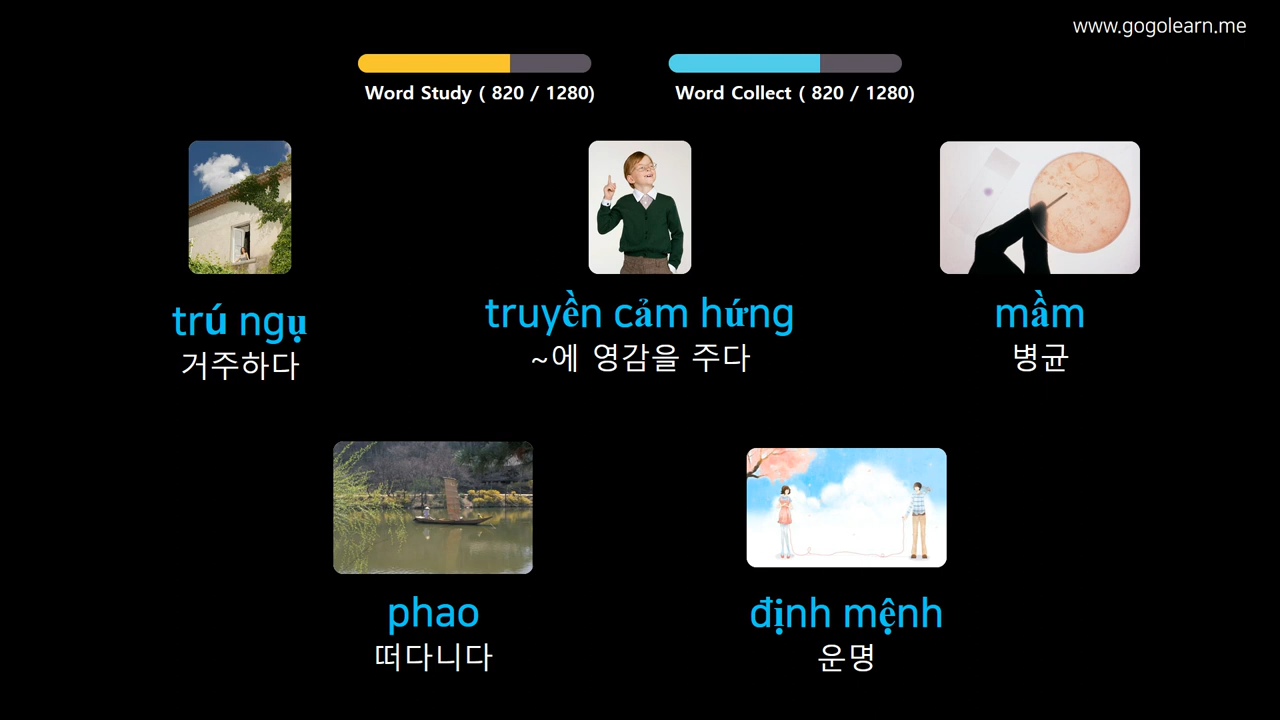 www.gogolearn.me
Word Study ( 820 / 1280)
Word Collect ( 820 / 1280)
trú ngụ
거주하다
truyền cảm hứng
~에 영감을 주다
mầm
병균
phao
떠다니다
định mệnh
운명